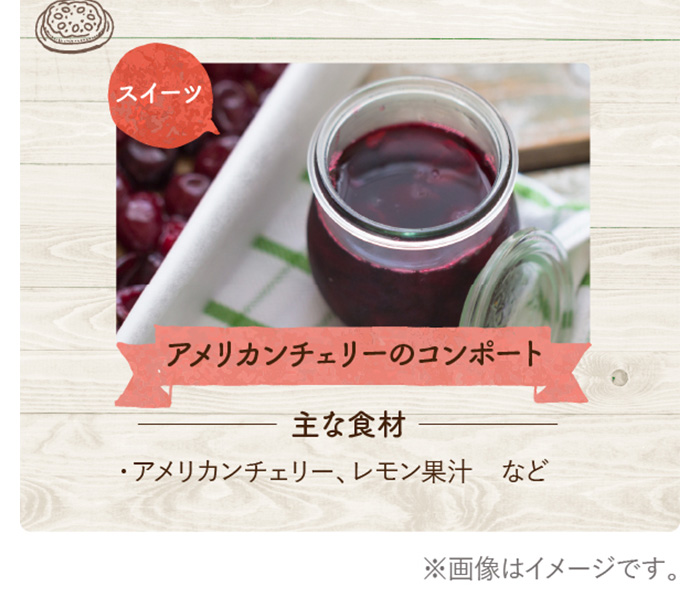 スイーツ
アメリカンチェリーのコンポート
主な食材
・アメリカンチェリー、レモン果汁　など
※画像はイメージです。